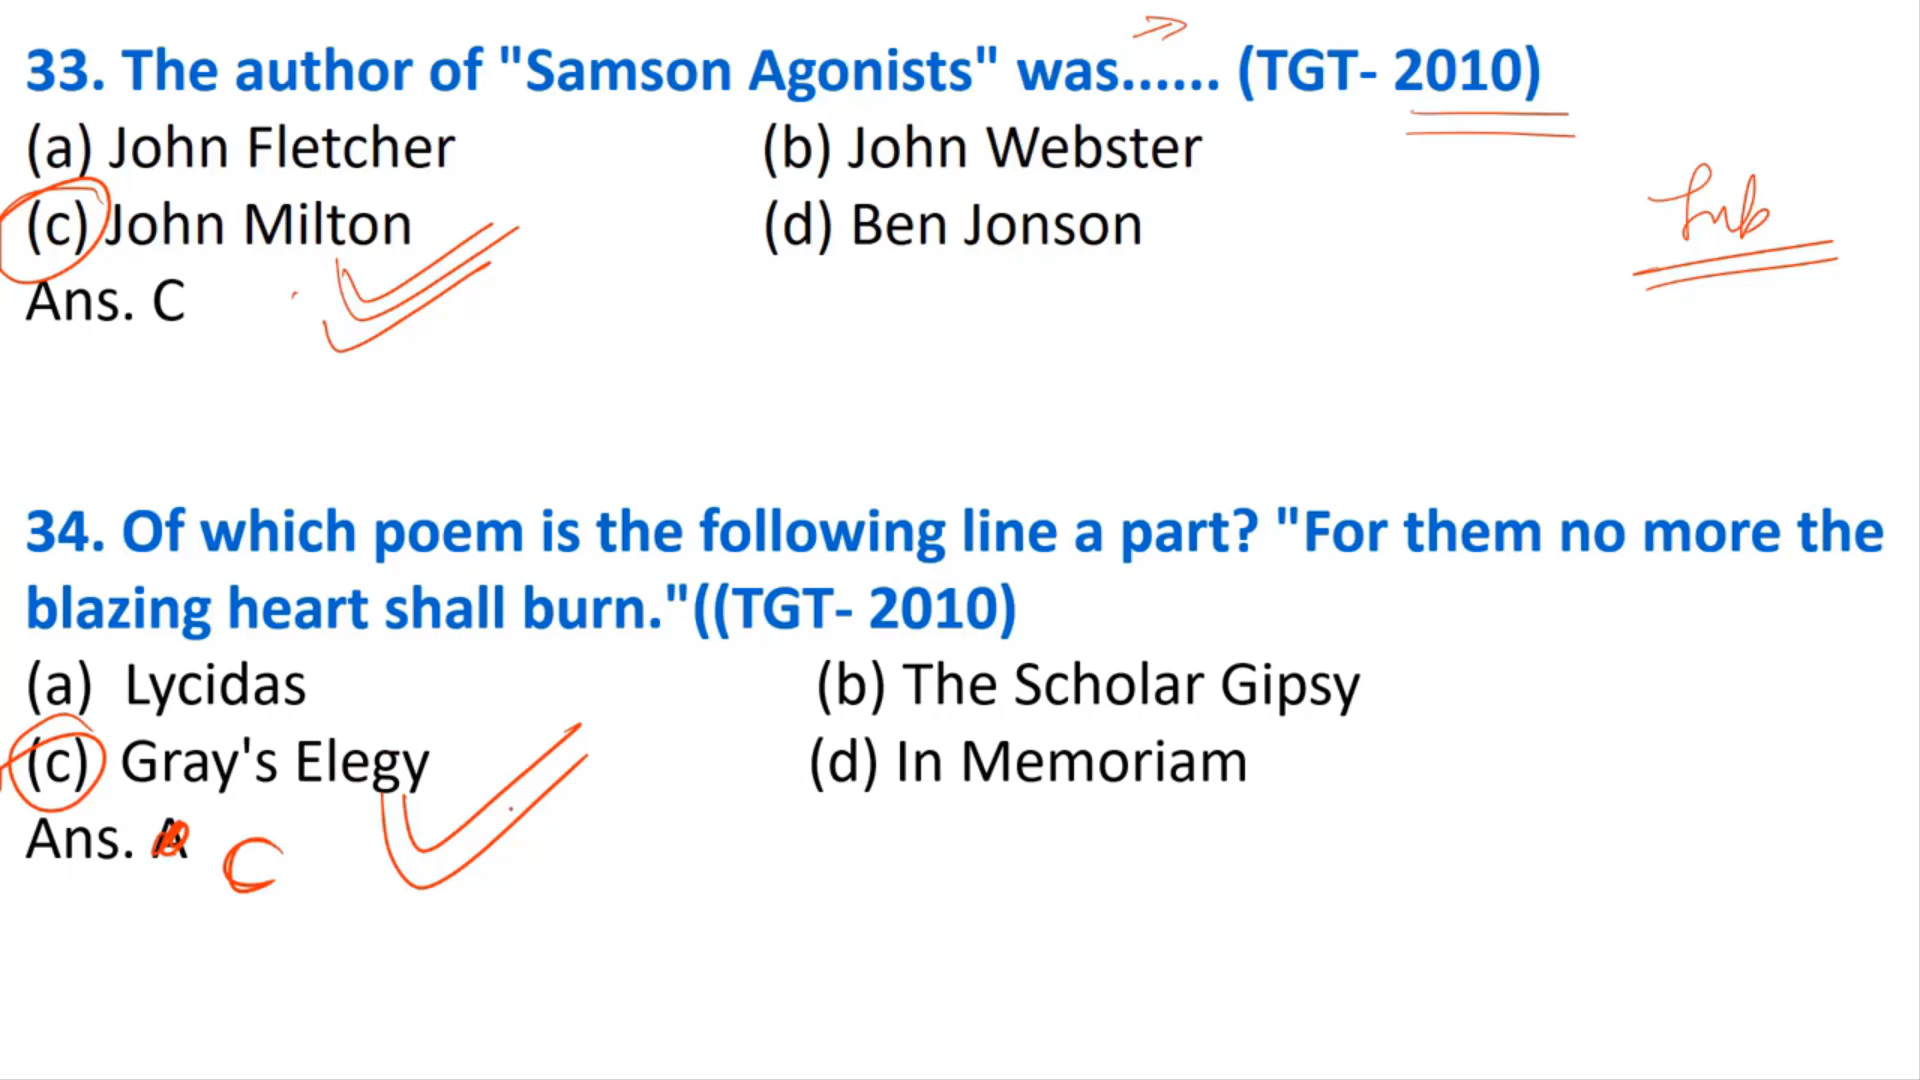 33. The author of "Samson Agonists" was...... (TGT- 2010)
(a) John Fletcher (b) John Webster
(c) John Milton (d) Ben Jonson
Ans. C
34. Of which poem is the following line a part? "For them no more the
blazing heart shall burn."((TGT- 2010)
(a) Lycidas (b) The Scholar Gipsy
(c) Gray's Elegy (d) In Memoriam
Ans. A C